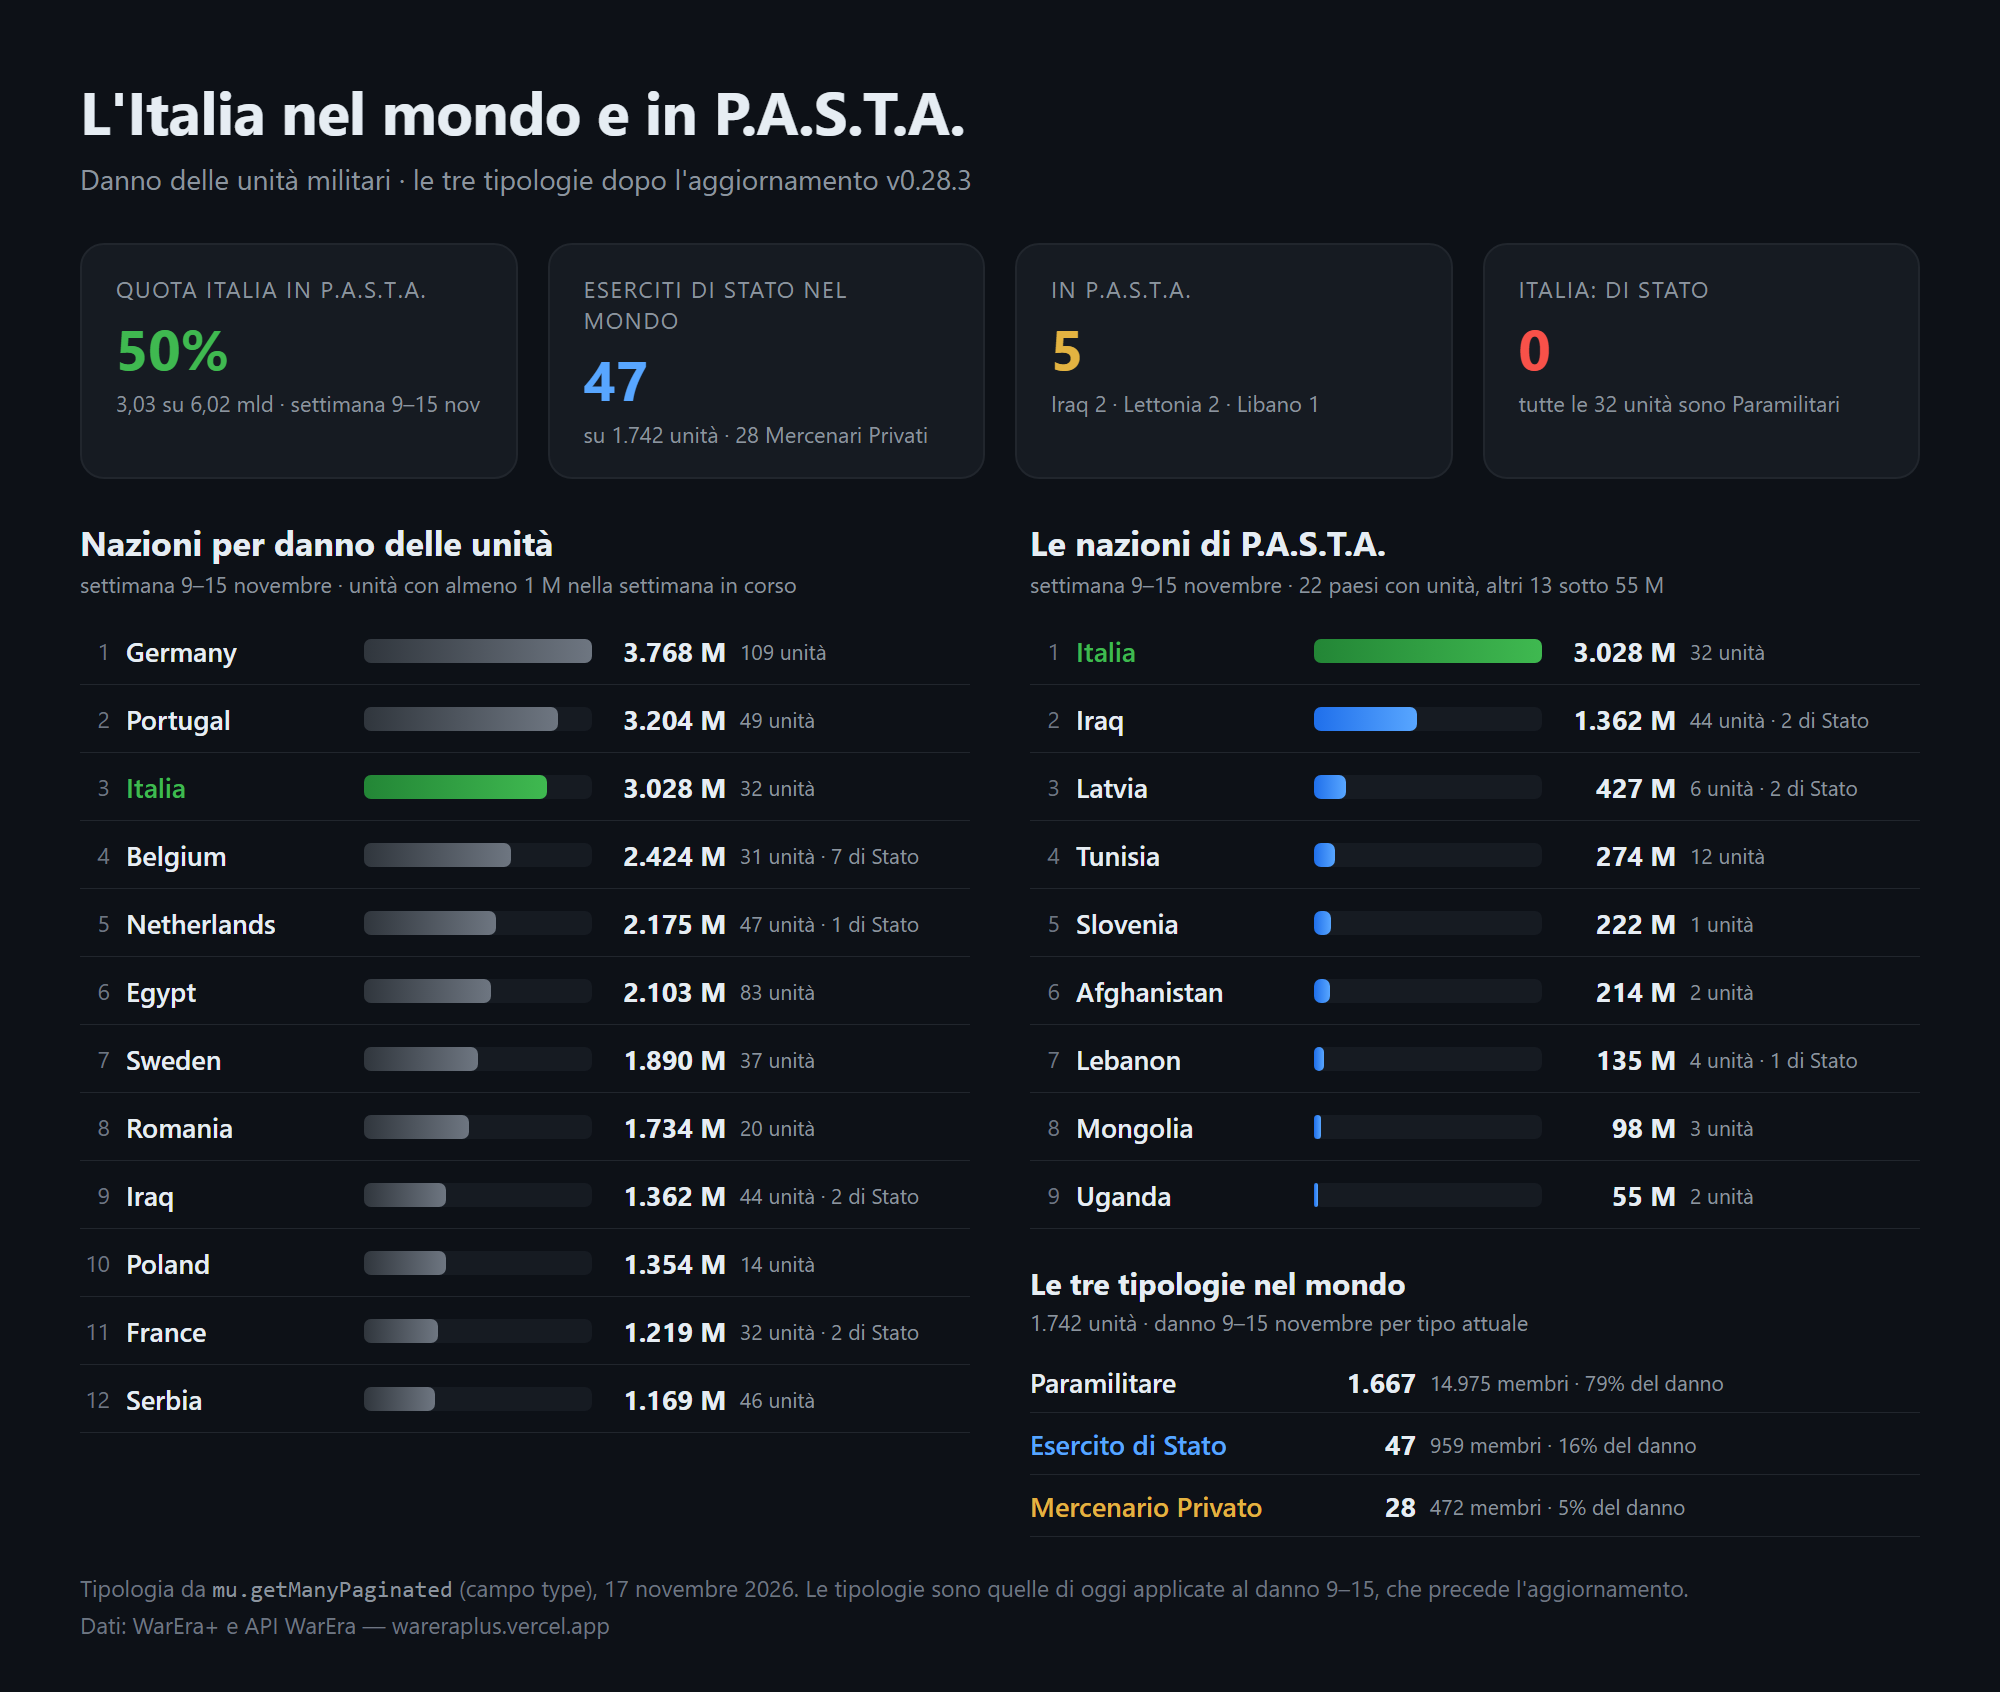 L'Italia nel mondo e in P.A.S.T.A.
Danno delle unità militari · le tre tipologie dopo l'aggiornamento v0.28.3
QUOTA ITALIA IN P.A.S.T.A.
50%
3,03 su 6,02 mld · settimana 9–15 nov
ESERCITI DI STATO NEL
MONDO
47
su 1.742 unità · 28 Mercenari Privati
IN P.A.S.T.A.
5
Iraq 2 · Lettonia 2 · Libano 1
ITALIA: DI STATO
0
tutte le 32 unità sono Paramilitari
Nazioni per danno delle unità
settimana 9–15 novembre · unità con almeno 1 M nella settimana in corso
1 Germany 3.768 M 109 unità
2 Portugal 3.204 M 49 unità
3 Italia 3.028 M 32 unità
4 Belgium 2.424 M 31 unità · 7 di Stato
5 Netherlands 2.175 M 47 unità · 1 di Stato
6 Egypt 2.103 M 83 unità
7 Sweden 1.890 M 37 unità
8 Romania 1.734 M 20 unità
9 Iraq 1.362 M 44 unità · 2 di Stato
10 Poland 1.354 M 14 unità
11 France 1.219 M 32 unità · 2 di Stato
12 Serbia 1.169 M 46 unità
Le nazioni di P.A.S.T.A.
settimana 9–15 novembre · 22 paesi con unità, altri 13 sotto 55 M
1 Italia 3.028 M 32 unità
2 Iraq 1.362 M 44 unità · 2 di Stato
3 Latvia 427 M 6 unità · 2 di Stato
4 Tunisia 274 M 12 unità
5 Slovenia 222 M 1 unità
6 Afghanistan 214 M 2 unità
7 Lebanon 135 M 4 unità · 1 di Stato
8 Mongolia 98 M 3 unità
9 Uganda 55 M 2 unità
Le tre tipologie nel mondo
1.742 unità · danno 9–15 novembre per tipo attuale
Paramilitare 1.667 14.975 membri · 79% del danno
Esercito di Stato 47 959 membri · 16% del danno
Mercenario Privato 28 472 membri · 5% del danno
Tipologia da mu.getManyPaginated (campo type), 17 novembre 2026. Le tipologie sono quelle di oggi applicate al danno 9–15, che precede l'aggiornamento.
Dati: WarEra+ e API WarEra — wareraplus.vercel.app